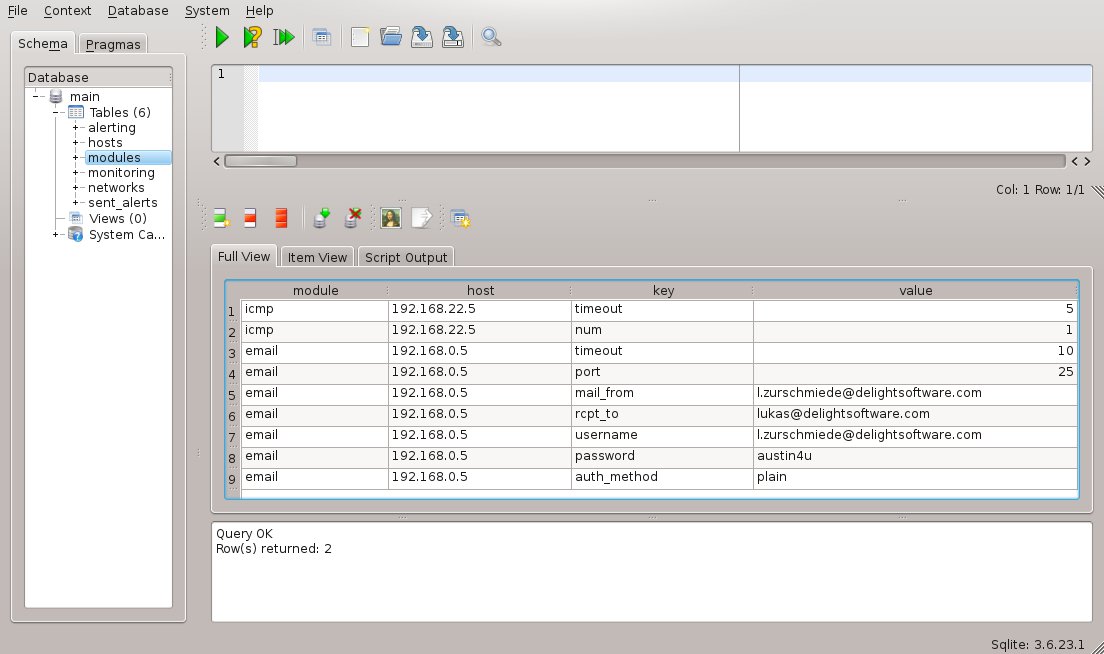 File Context Database System Help
Schema Pragmas
Database
main
Tables (6)
alerting
hosts
modules
monitoring
networks
sent_alerts
Views (0)
System Ca...
1
Col: 1 Row: 1/1
Full View Item View Script Output
module host key value
1 icmp 192.168.22.5 timeout 5
2 icmp 192.168.22.5 num 1
3 email 192.168.0.5 timeout 10
4 email 192.168.0.5 port 25
5 email 192.168.0.5 mail_from l.zurschmiede@delightsoftware.com
6 email 192.168.0.5 rcpt_to lukas@delightsoftware.com
7 email 192.168.0.5 username l.zurschmiede@delightsoftware.com
8 email 192.168.0.5 password austin4u
9 email 192.168.0.5 auth_method plain
Query OK
Row(s) returned: 2
Sqlite: 3.6.23.1